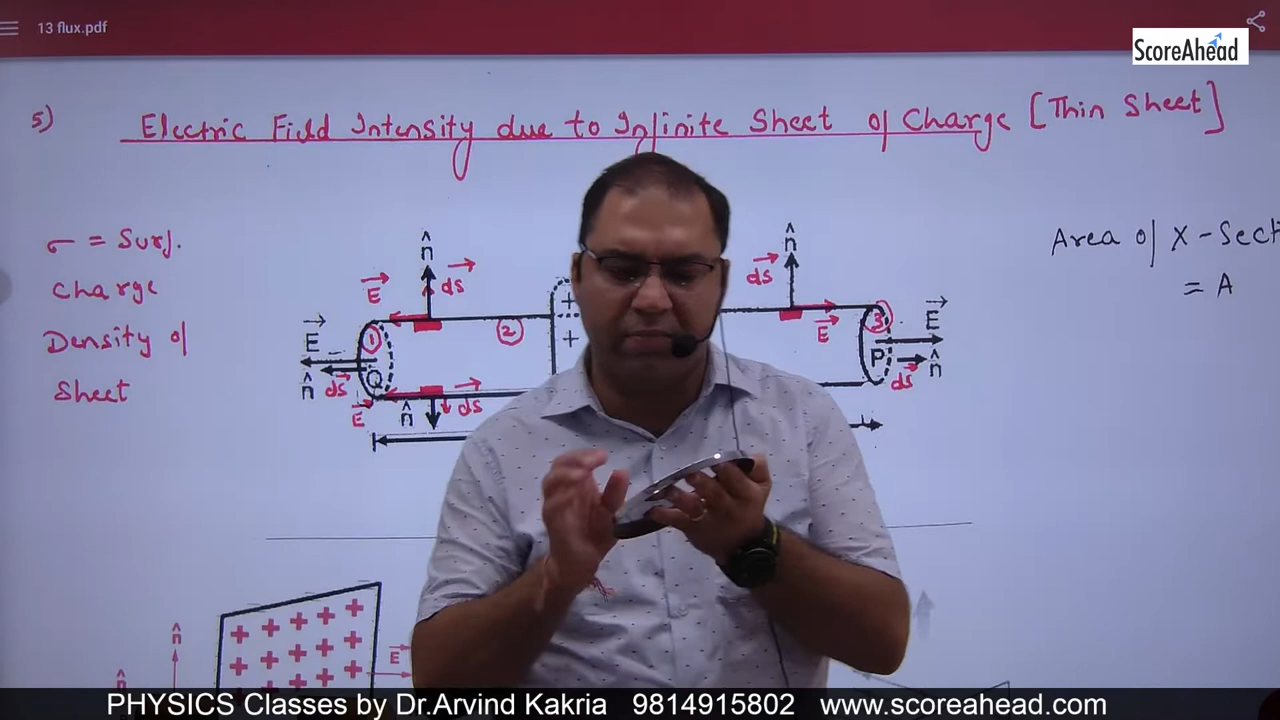 13 flux.pdf
ScoreAhead
5) Electric Field Intensity due to Infinite Sheet of Charge [Thin Sheet]
σ = Surf.
Charge
Density of
Sheet
Area of X-Sect
= A
n̂
dS
E
1
2
E
n̂
dS
Q
E
n̂
dS
+
+
n̂
dS
E
3
P
E
n̂
dS
n̂
n̂
+ + + + +
+ + + + +
E
PHYSICS Classes by Dr.Arvind Kakria 9814915802 www.scoreahead.com